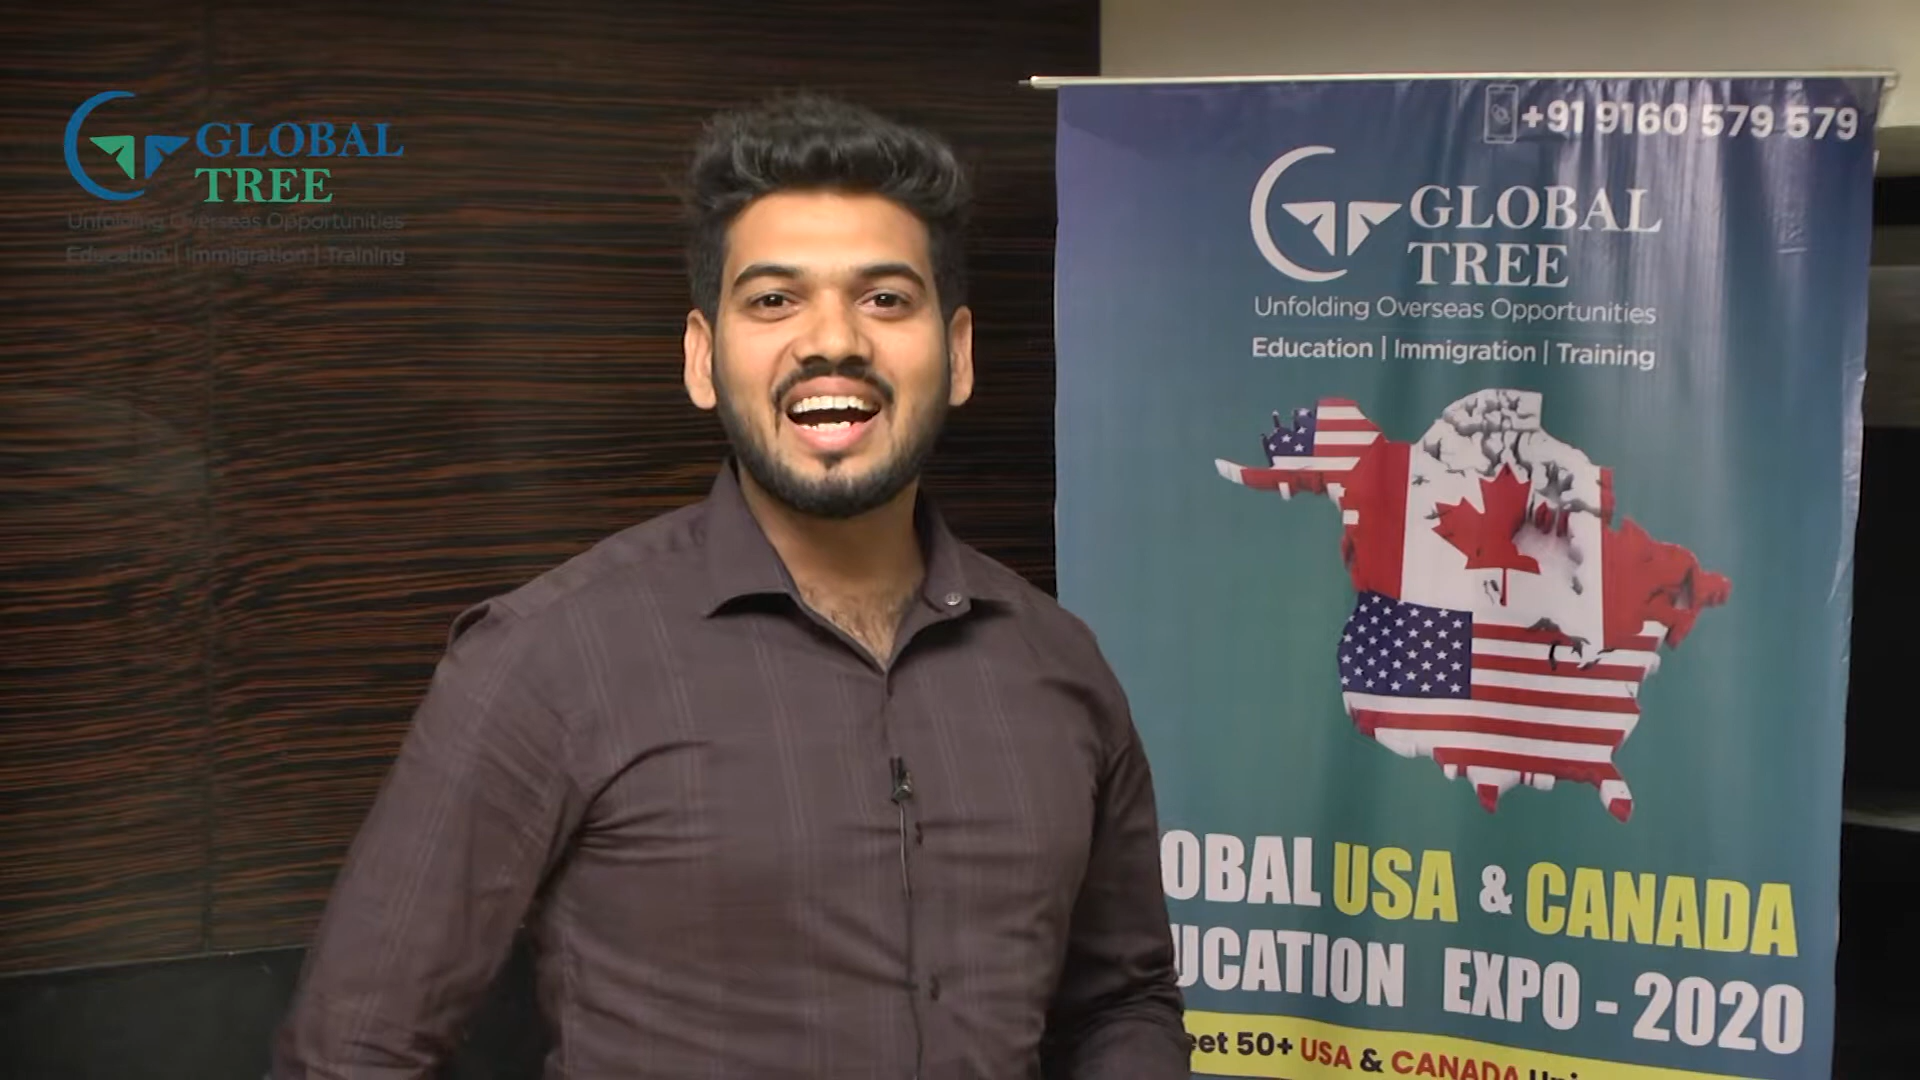 GLOBAL
TREE
Unfolding Overseas Opportunities
Education | Immigration | Training
+91 9160 579 579
GLOBAL
TREE
Unfolding Overseas Opportunities
Education | Immigration | Training
OBAL USA & CANADA
UCATION EXPO - 2020
eet 50+ USA & CANADA